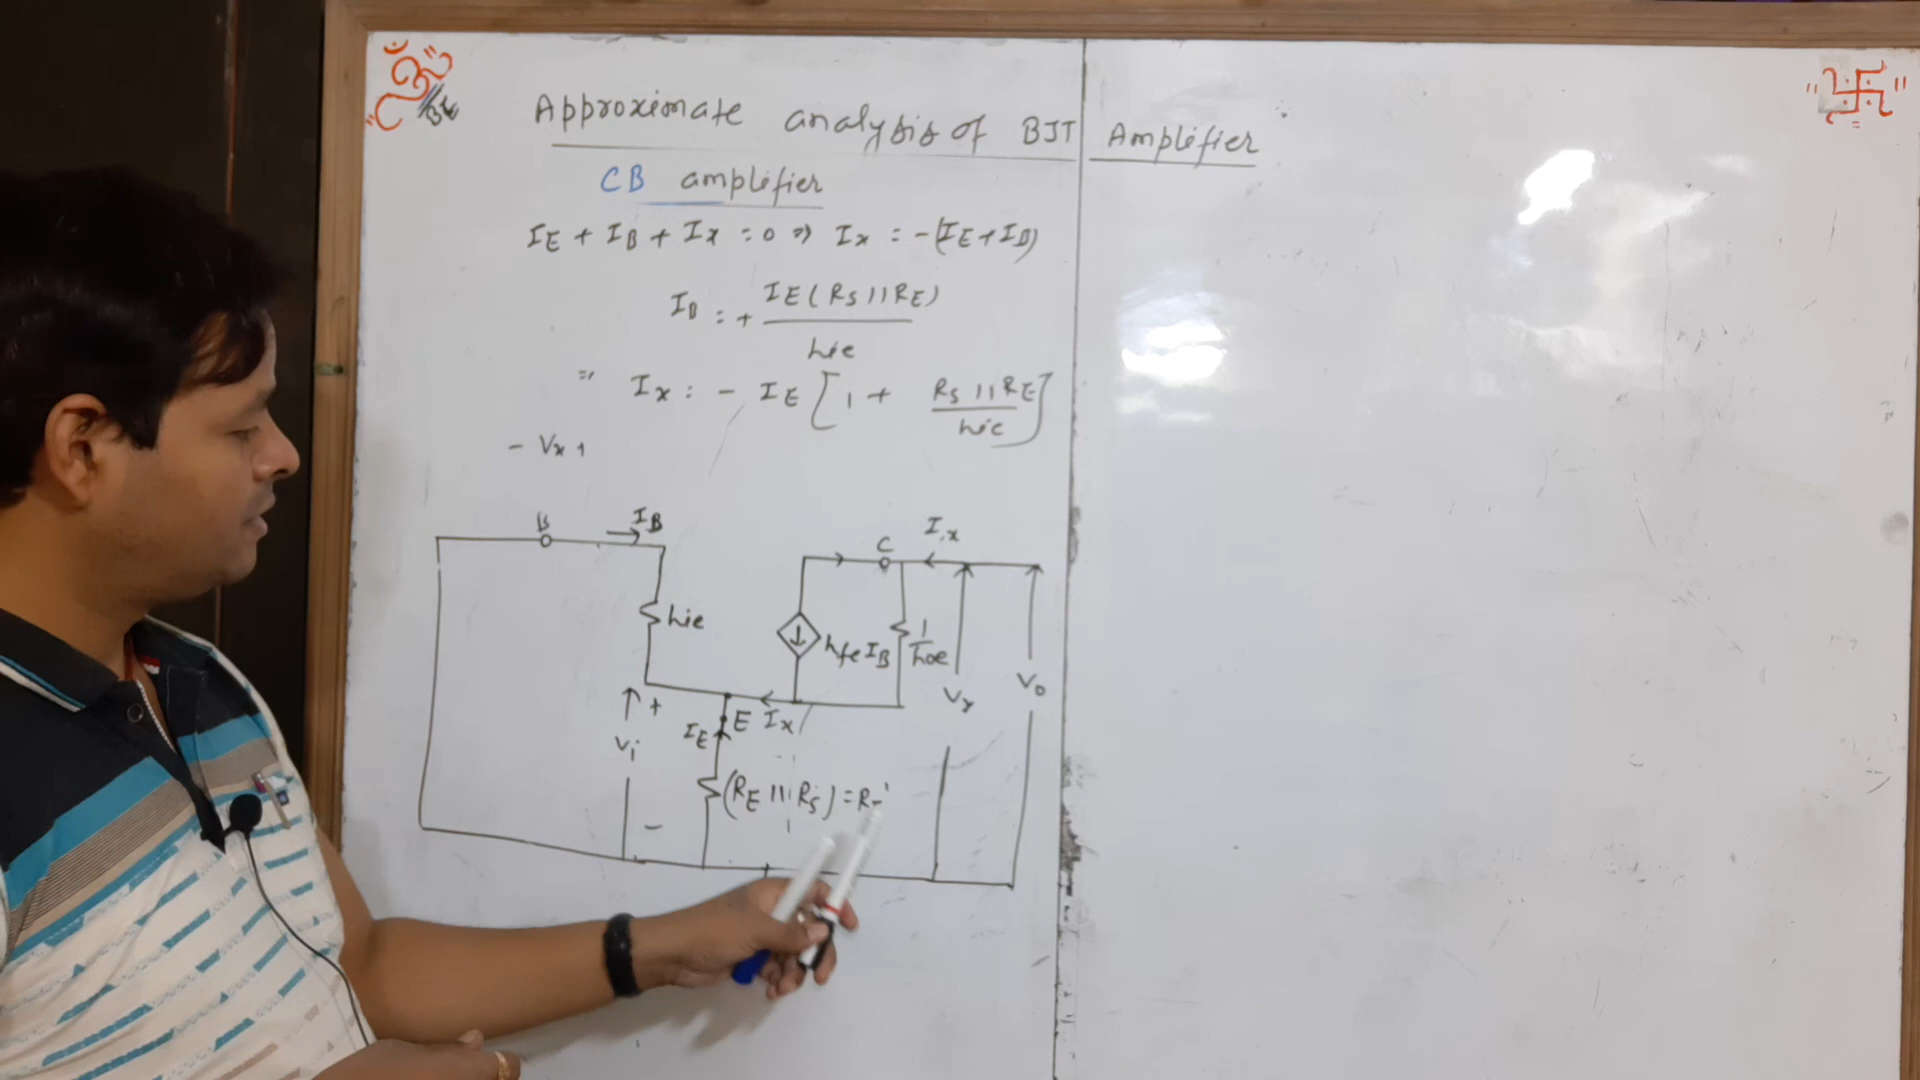 BE
Approximate analysis of BJT Amplifier
CB amplifier
IE + IB + Ix = 0 ⇒ Ix = -(IE+IB)
IB = + IE(RS||RE) / hie
⇒ Ix = - IE [1 + RS||RE / hie]
- Vx +
B IB C Ix
hie hfe IB 1/hoe Vx Vo
+ IE E Ix
Vi
(RE || RS) =
-